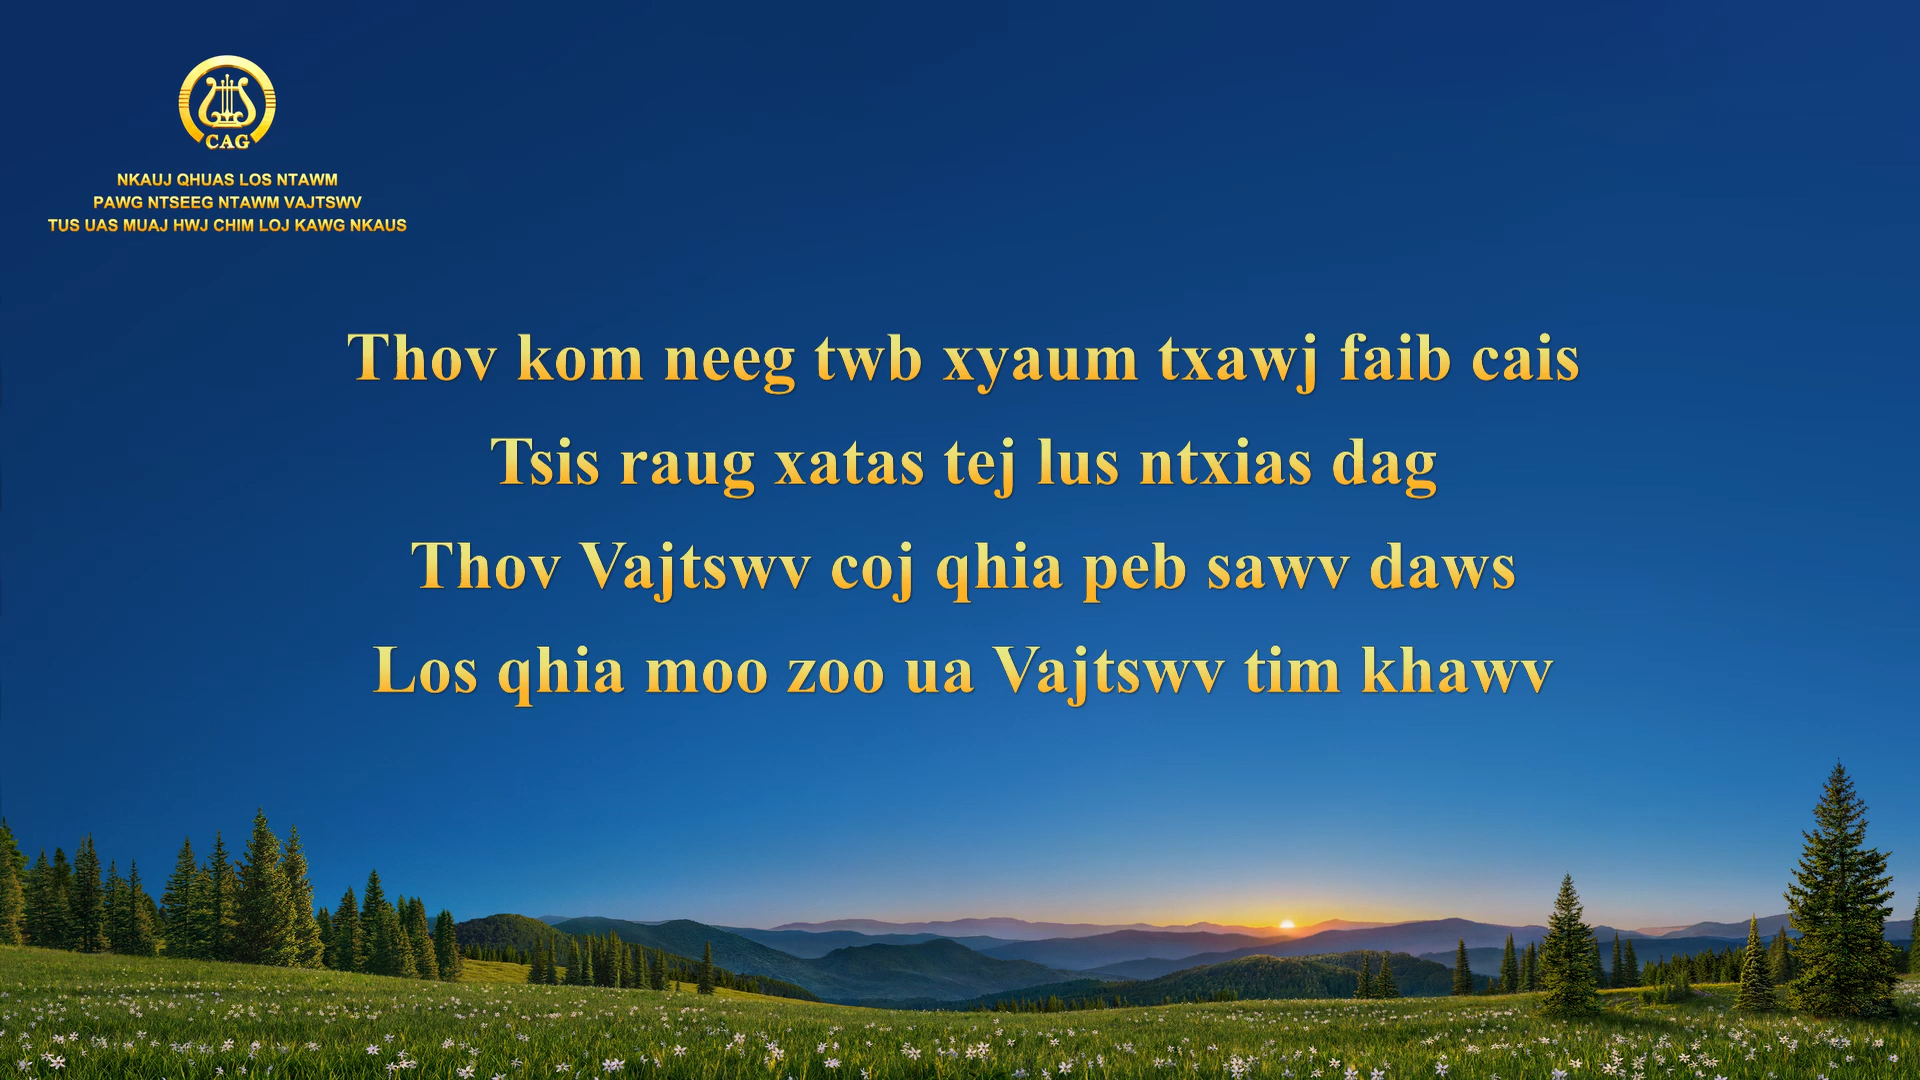 CAG
NKAUJ QHUAS LOS NTAWM
PAWG NTSEEG NTAWM VAJTSWV
TUS UAS MUAJ HWJ CHIM LOJ KAWG NKAUS
Thov kom neeg twb xyaum txawj faib cais
Tsis raug xatas tej lus ntxias dag
Thov Vajtswv coj qhia peb sawv daws
Los qhia moo zoo ua Vajtswv tim khawv